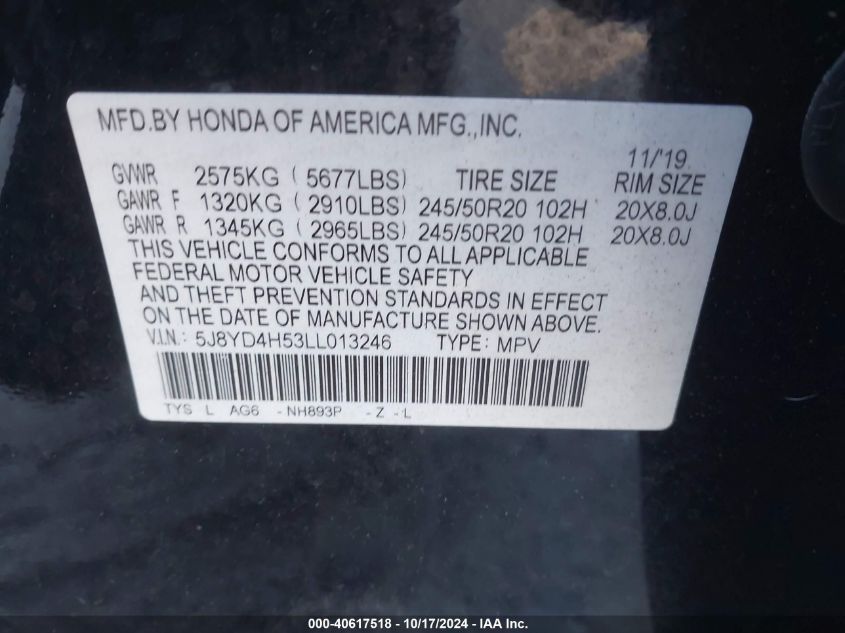 MFD.BY HONDA OF AMERICA MFG.,INC.
11/'19
GVWR 2575KG ( 5677LBS) TIRE SIZE RIM SIZE
GAWR F 1320KG (2910LBS) 245/50R20 102H 20X8.0J
GAWR R 1345KG (2965LBS) 245/50R20 102H 20X8.0J
THIS VEHICLE CONFORMS TO ALL APPLICABLE
FEDERAL MOTOR VEHICLE SAFETY
AND THEFT PREVENTION STANDARDS IN EFFECT
ON THE DATE OF MANUFACTURE SHOWN ABOVE.
V.I.N.: 5J8YD4H53LL013246 TYPE: MPV
TYS L AG6 -NH893P -Z -L
000-40617518 - 10/17/2024 - IAA Inc.